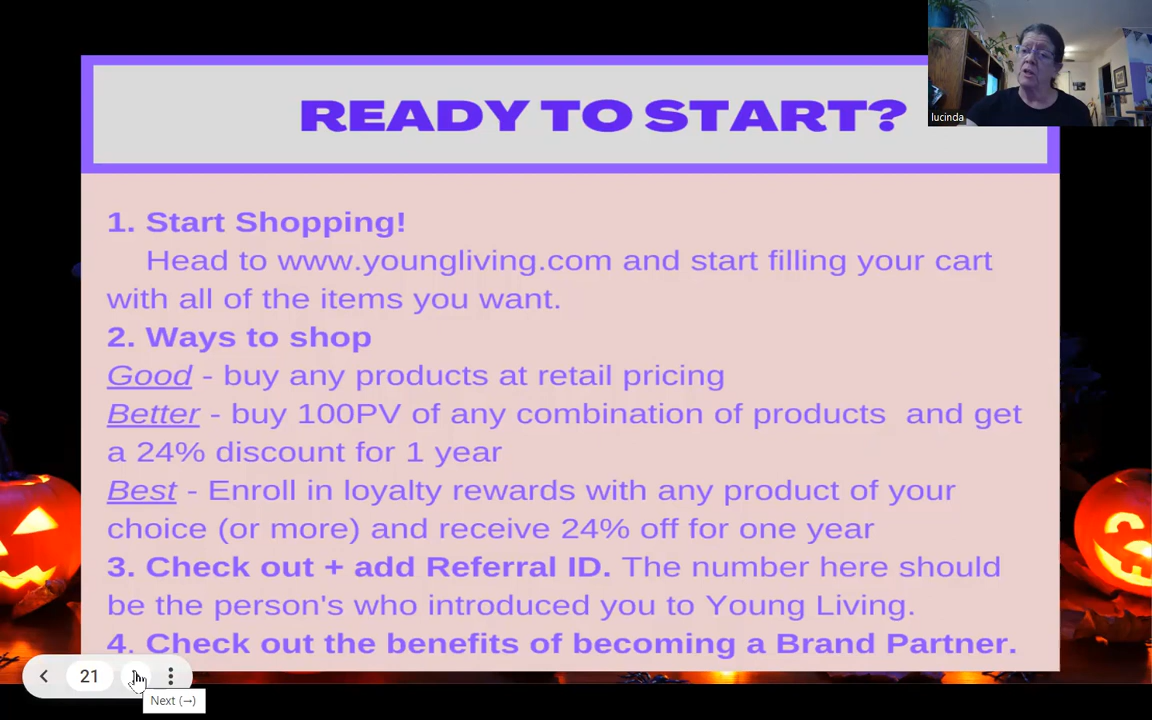 READY TO START?
lucinda
1. Start Shopping!
Head to www.youngliving.com and start filling your cart
with all of the items you want.
2. Ways to shop
Good - buy any products at retail pricing
Better - buy 100PV of any combination of products and get
a 24% discount for 1 year
Best - Enroll in loyalty rewards with any product of your
choice (or more) and receive 24% off for one year
3. Check out + add Referral ID. The number here should
be the person's who introduced you to Young Living.
4. Check out the benefits of becoming a Brand Partner.
21
Next (→)